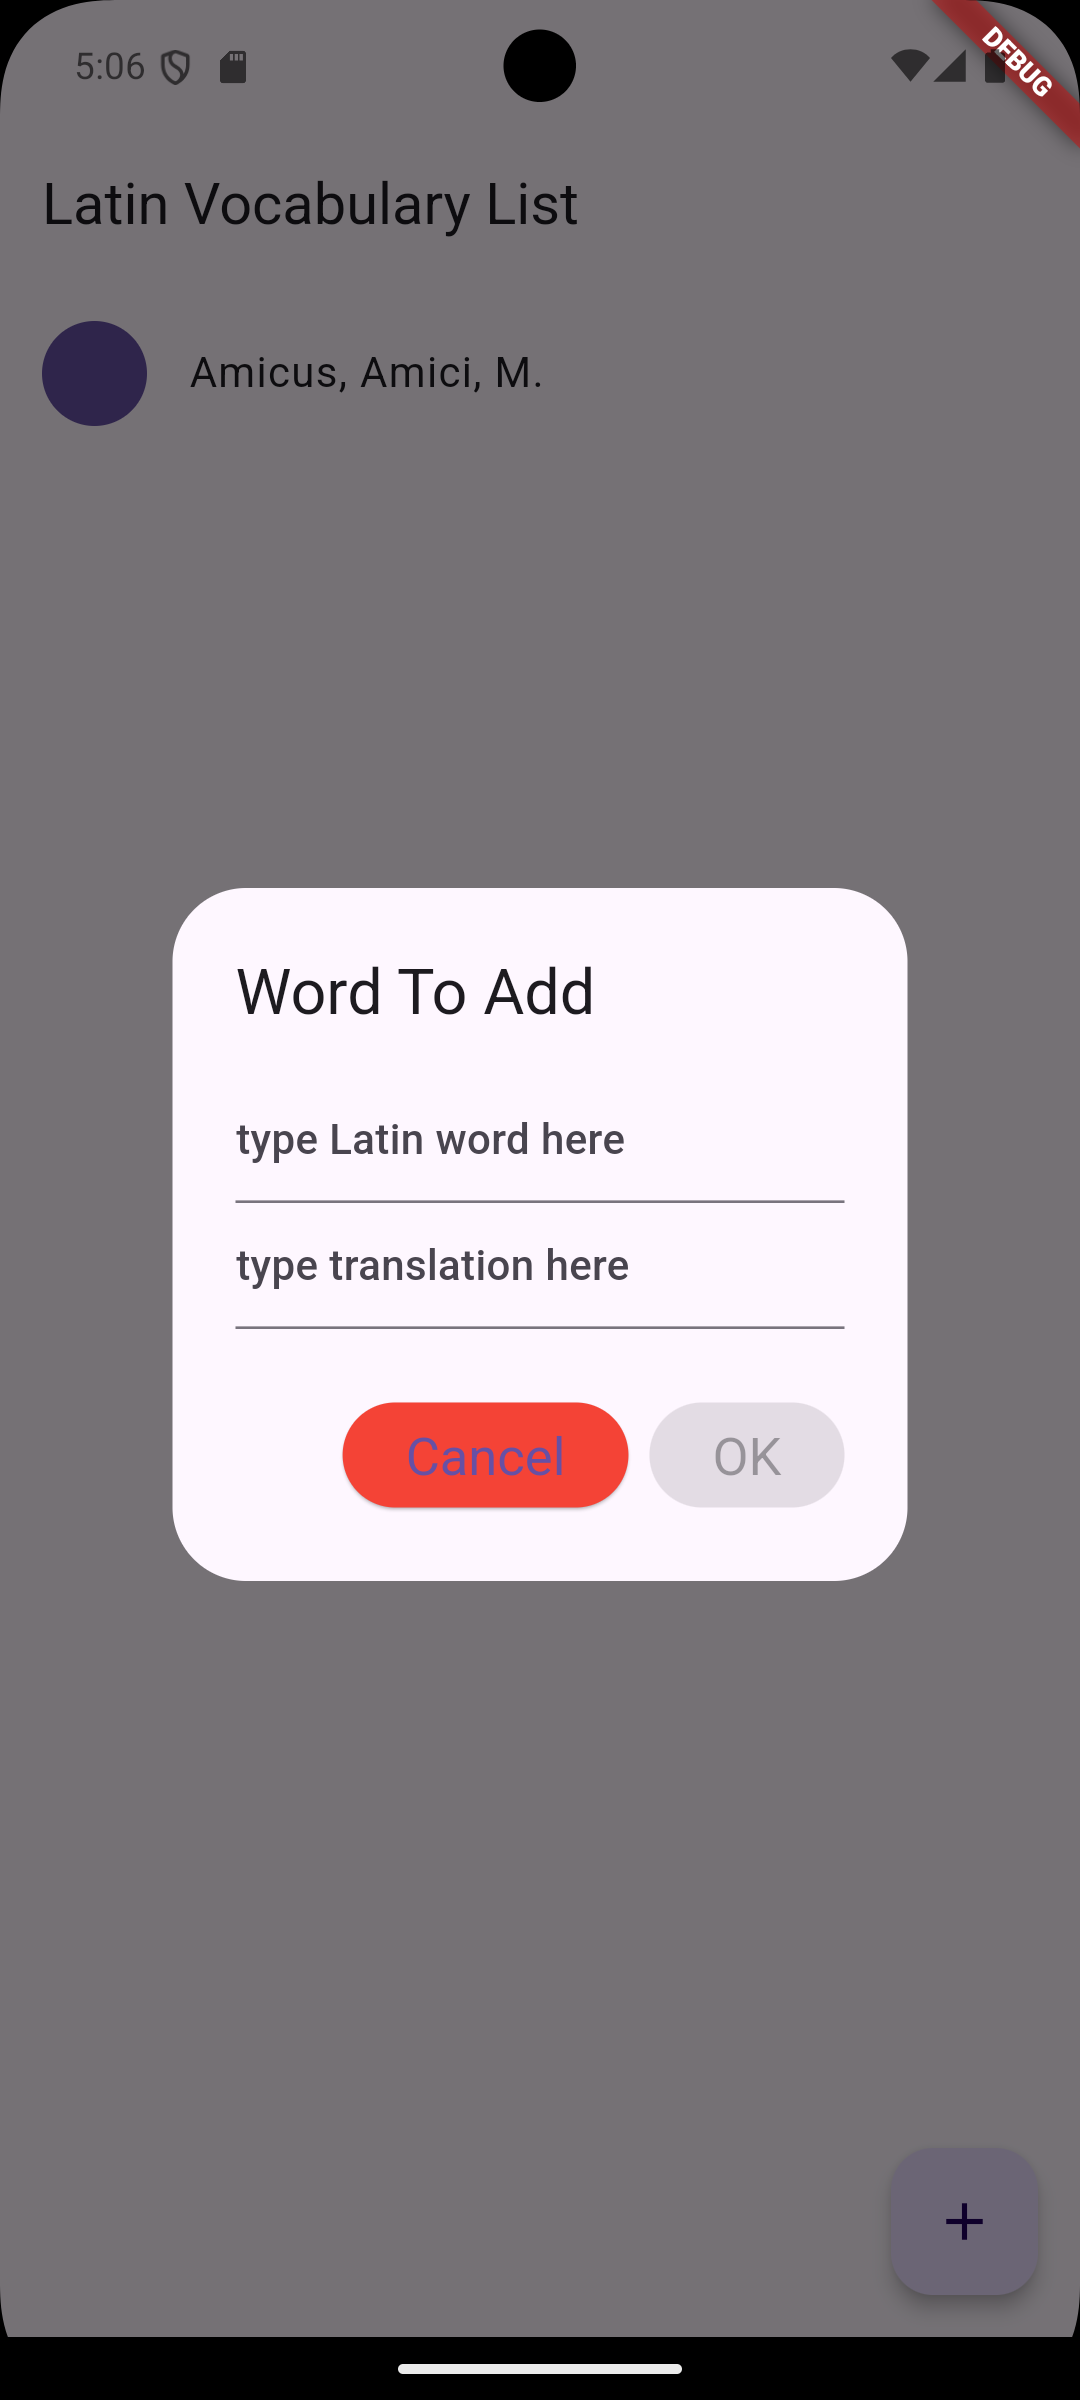 5:06
DEBUG
Latin Vocabulary List
Amicus, Amici, M.
Word To Add
type Latin word here
type translation here
Cancel OK